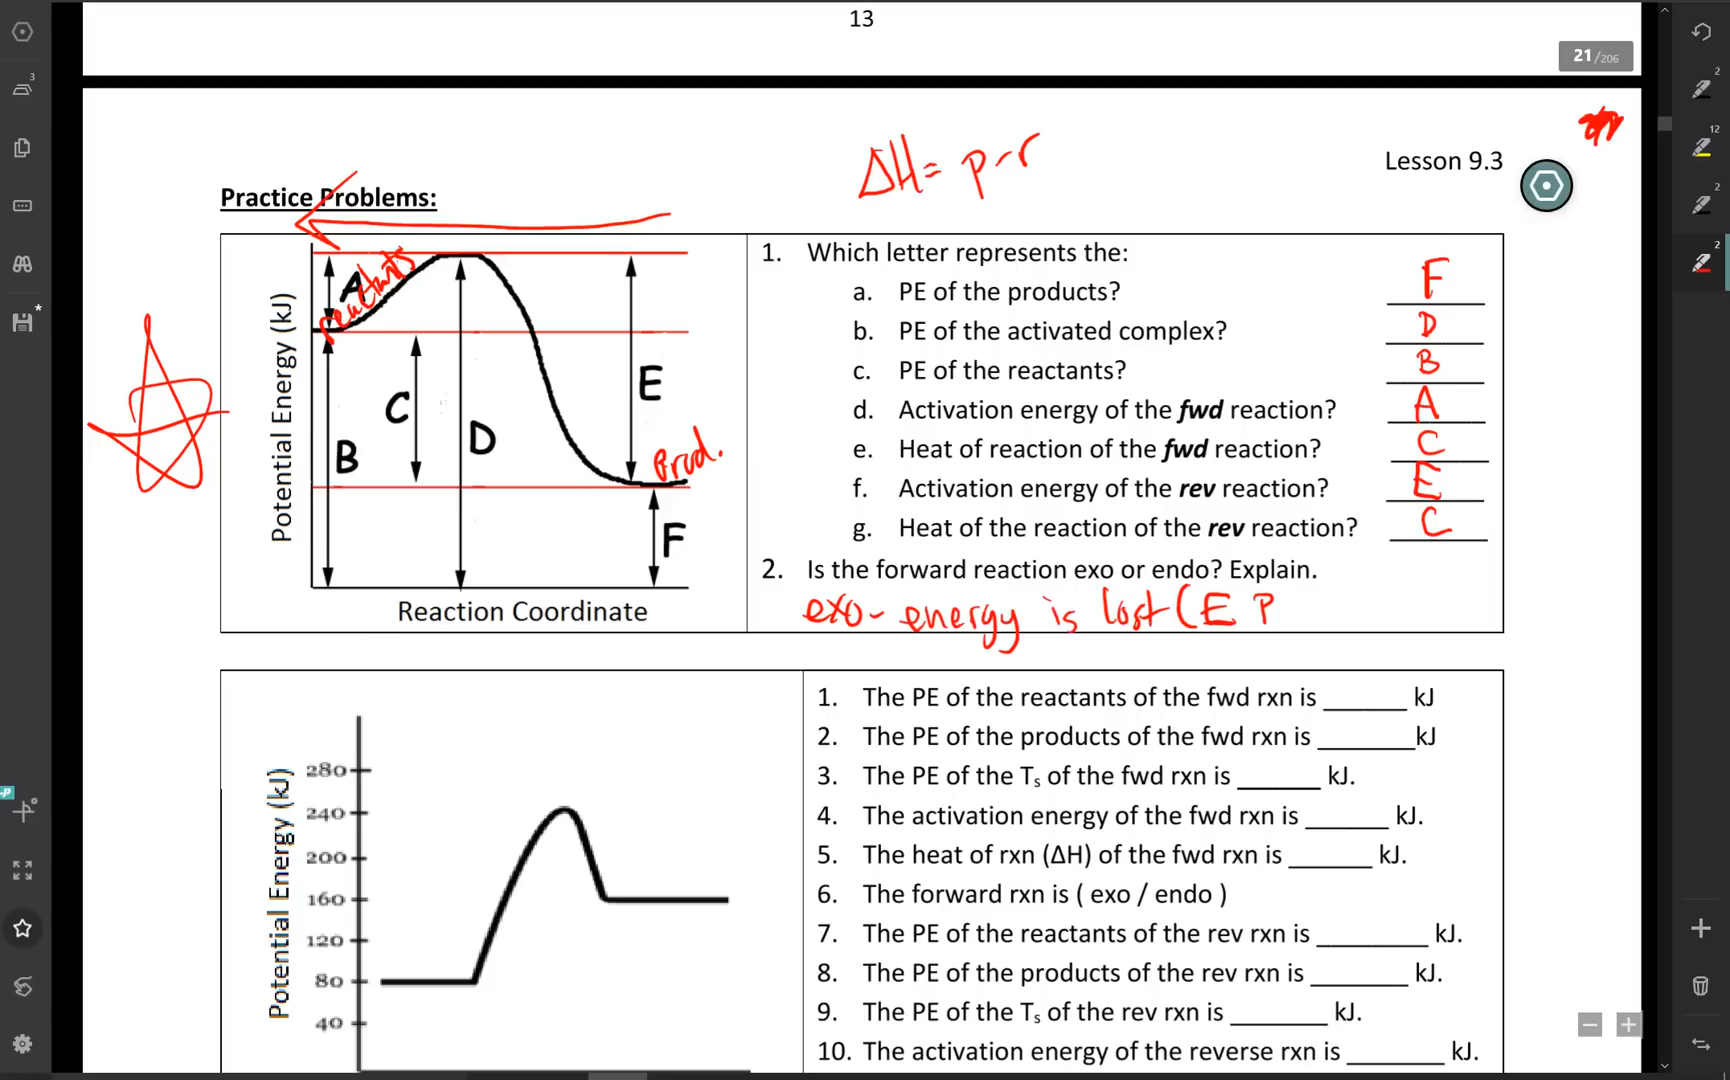 13
21/206
ΔH= p-r
Lesson 9.3
Practice Problems:
Potential Energy (kJ)
A
reactants
B
C
D
E
Prod.
F
Reaction Coordinate
1. Which letter represents the:
a. PE of the products? F
b. PE of the activated complex? D
c. PE of the reactants? B
d. Activation energy of the fwd reaction? A
e. Heat of reaction of the fwd reaction? C
f. Activation energy of the rev reaction? E
g. Heat of the reaction of the rev reaction? C
2. Is the forward reaction exo or endo? Explain.
exo- energy is lost (E P
Potential Energy (kJ)
280
240
200
160
120
80
40
1. The PE of the reactants of the fwd rxn is ______ kJ
2. The PE of the products of the fwd rxn is _______kJ
3. The PE of the Ts of the fwd rxn is ______ kJ.
4. The activation energy of the fwd rxn is ______ kJ.
5. The heat of rxn (ΔH) of the fwd rxn is ______ kJ.
6. The forward rxn is ( exo / endo )
7. The PE of the reactants of the rev rxn is ________ kJ.
8. The PE of the products of the rev rxn is _______ kJ.
9. The PE of the Ts of the rev rxn is _______ kJ.
10. The activation energy of the reverse rxn is _______ kJ.
3
2
12
2
2